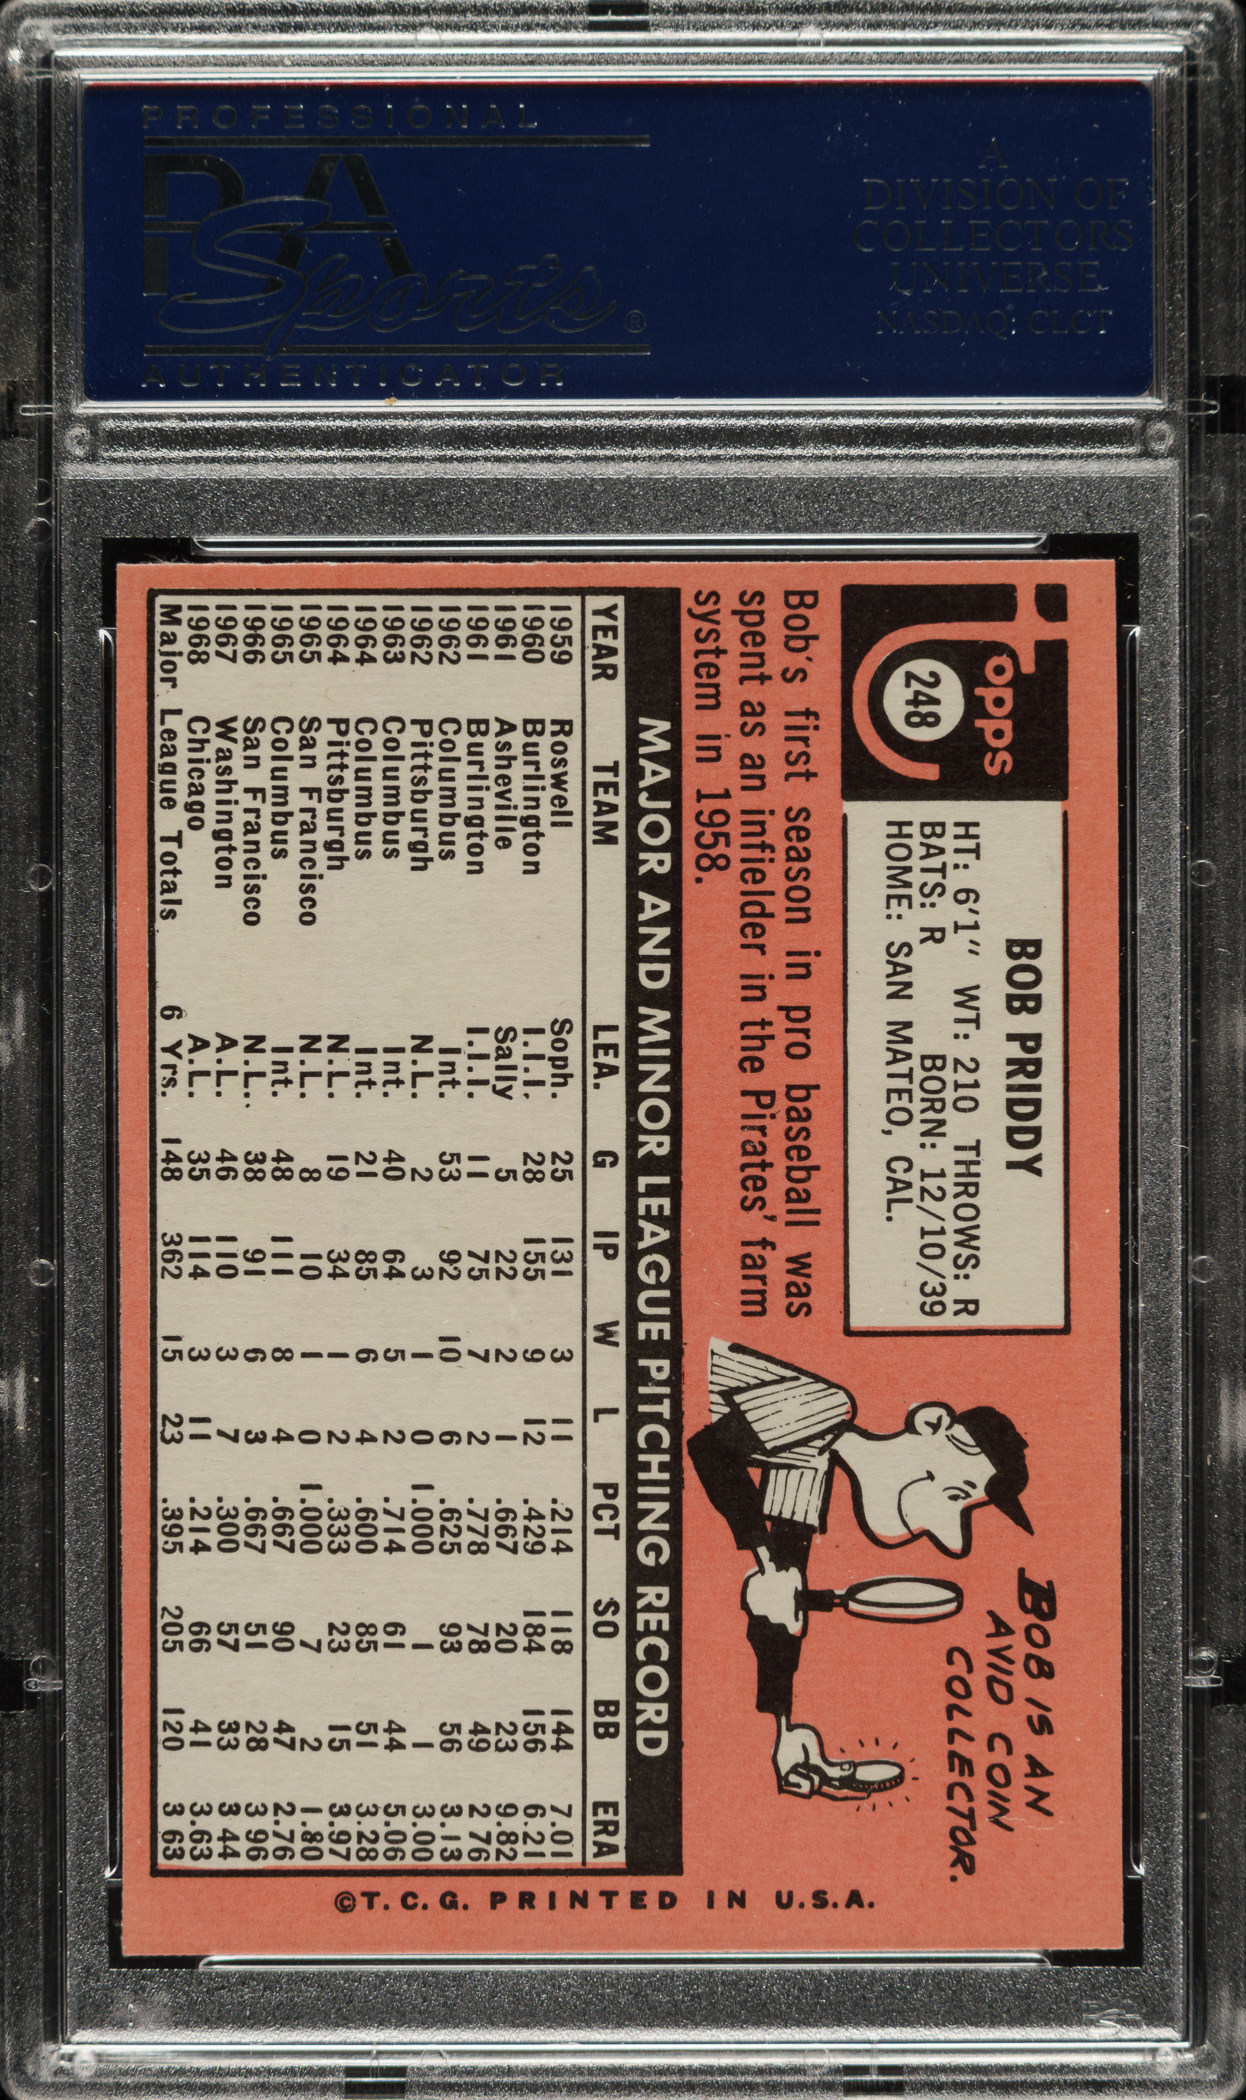 PROFESSIONAL
PSA
Sports®
AUTHENTICATOR
A
DIVISION OF
COLLECTORS
UNIVERSE
NASDAQ: CLCT
Topps
248
BOB PRIDDY
HT: 6'1" WT: 210 THROWS: R
BATS: R BORN: 12/10/39
HOME: SAN MATEO, CAL.
BOB IS AN
AVID COIN
COLLECTOR.
Bob's first season in pro baseball was
spent as an infielder in the Pirates' farm
system in 1958.
MAJOR AND MINOR LEAGUE PITCHING RECORD
YEAR TEAM LEA. G IP W L PCT SO BB ERA
1959 Roswell Soph. 25 131 3 11 .214 118 144 7.01
1960 Burlington I.I.I. 28 155 9 12 .429 184 156 6.21
1961 Asheville Sally 5 22 2 1 .667 20 23 9.82
1961 Burlington I.I.I. 11 75 7 2 .778 78 49 2.76
1962 Columbus Int. 53 92 10 6 .625 93 56 3.13
1962 Pittsburgh N.L. 2 3 1 0 1.000 1 1 3.00
1963 Columbus Int. 40 64 5 2 .714 61 44 5.06
1964 Columbus Int. 21 85 6 4 .600 85 51 3.28
1964 Pittsburgh N.L. 19 34 1 2 .333 23 15 3.97
1965 San Francisco N.L. 8 10 1 0 1.000 7 2 1.80
1965 Columbus Int. 48 111 8 4 .667 90 47 2.76
1966 San Francisco N.L. 38 91 6 3 .667 51 28 3.96
1967 Washington A.L. 46 110 3 7 .300 57 33 3.44
1968 Chicago A.L. 35 114 3 11 .214 66 41 3.63
Major League Totals 6 Yrs. 148 362 15 23 .395 205 120 3.63
©T.C.G. PRINTED IN U.S.A.